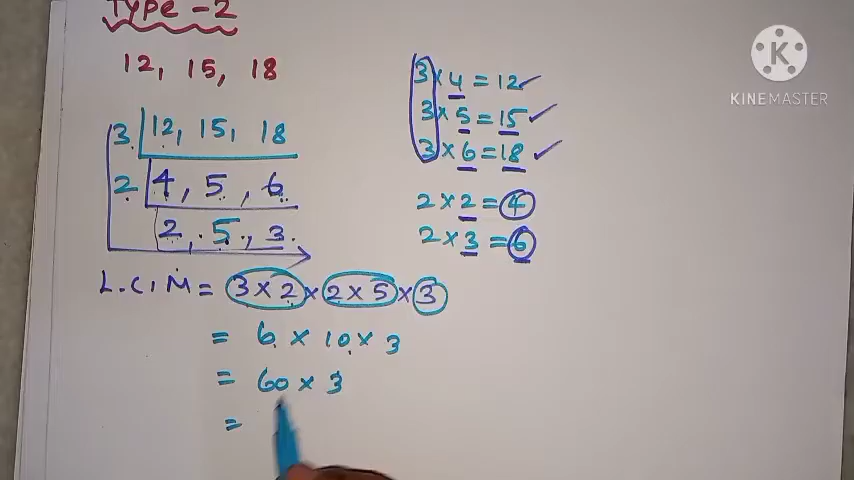 Type -2
12, 15, 18
3 12, 15, 18
2 4, 5, 6
2, 5, 3
L.C.M = 3 × 2 × 2 × 5 × 3
= 6 × 10 × 3
= 60 × 3
=
3 × 4 = 12 ✓
3 × 5 = 15 ✓
3 × 6 = 18 ✓
2 × 2 = 4
2 × 3 = 6
K
KINEMASTER